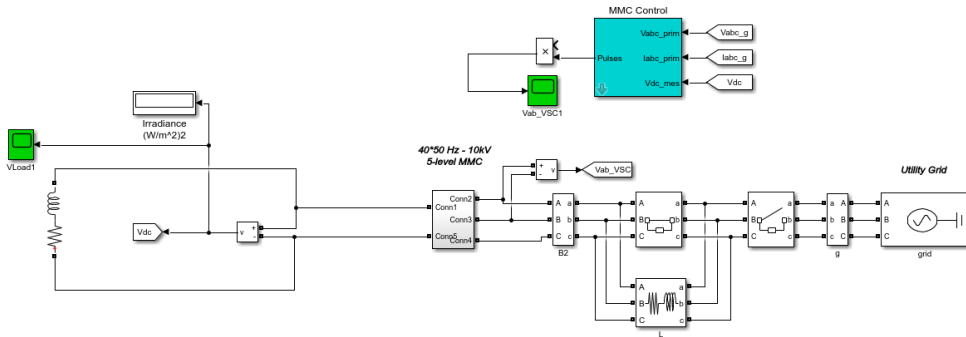 MMC Control
Vabc_prim
Vabc_g
Pulses
Iabc_prim
Iabc_g
Vdc_mes
Vdc
×
Vab_VSC1
Irradiance
(W/m^2)2
VLoad1
40*50 Hz - 10kV
5-level MMC
+
-
v
Vab_VSC
Utility Grid
Conn1
Conn2
Conn3
Conn5
Conn4
Vdc
v
+
-
A a
B b
C c
B2
A a
B b
C c
A a
B b
C c
a A
b B
c C
g
A
B
C
grid
A a
B b
C c
L